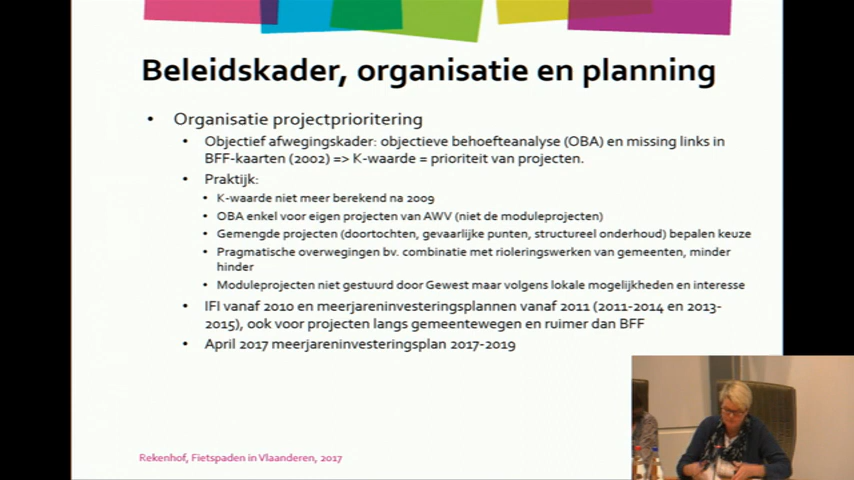 Beleidskader, organisatie en planning
• Organisatie projectprioritering
• Objectief afwegingskader: objectieve behoefteanalyse (OBA) en missing links in
BFF-kaarten (2002) => K-waarde = prioriteit van projecten.
• Praktijk:
• K-waarde niet meer berekend na 2009
• OBA enkel voor eigen projecten van AWV (niet de moduleprojecten)
• Gemengde projecten (doortochten, gevaarlijke punten, structureel onderhoud) bepalen keuze
• Pragmatische overwegingen bv. combinatie met rioleringswerken van gemeenten, minder
hinder
• Moduleprojecten niet gestuurd door Gewest maar volgens lokale mogelijkheden en interesse
• IFI vanaf 2010 en meerjareninvesteringsplannen vanaf 2011 (2011-2014 en 2013-
2015), ook voor projecten langs gemeentewegen en ruimer dan BFF
• April 2017 meerjareninvesteringsplan 2017-2019
Rekenhof, Fietspaden in Vlaanderen, 2017